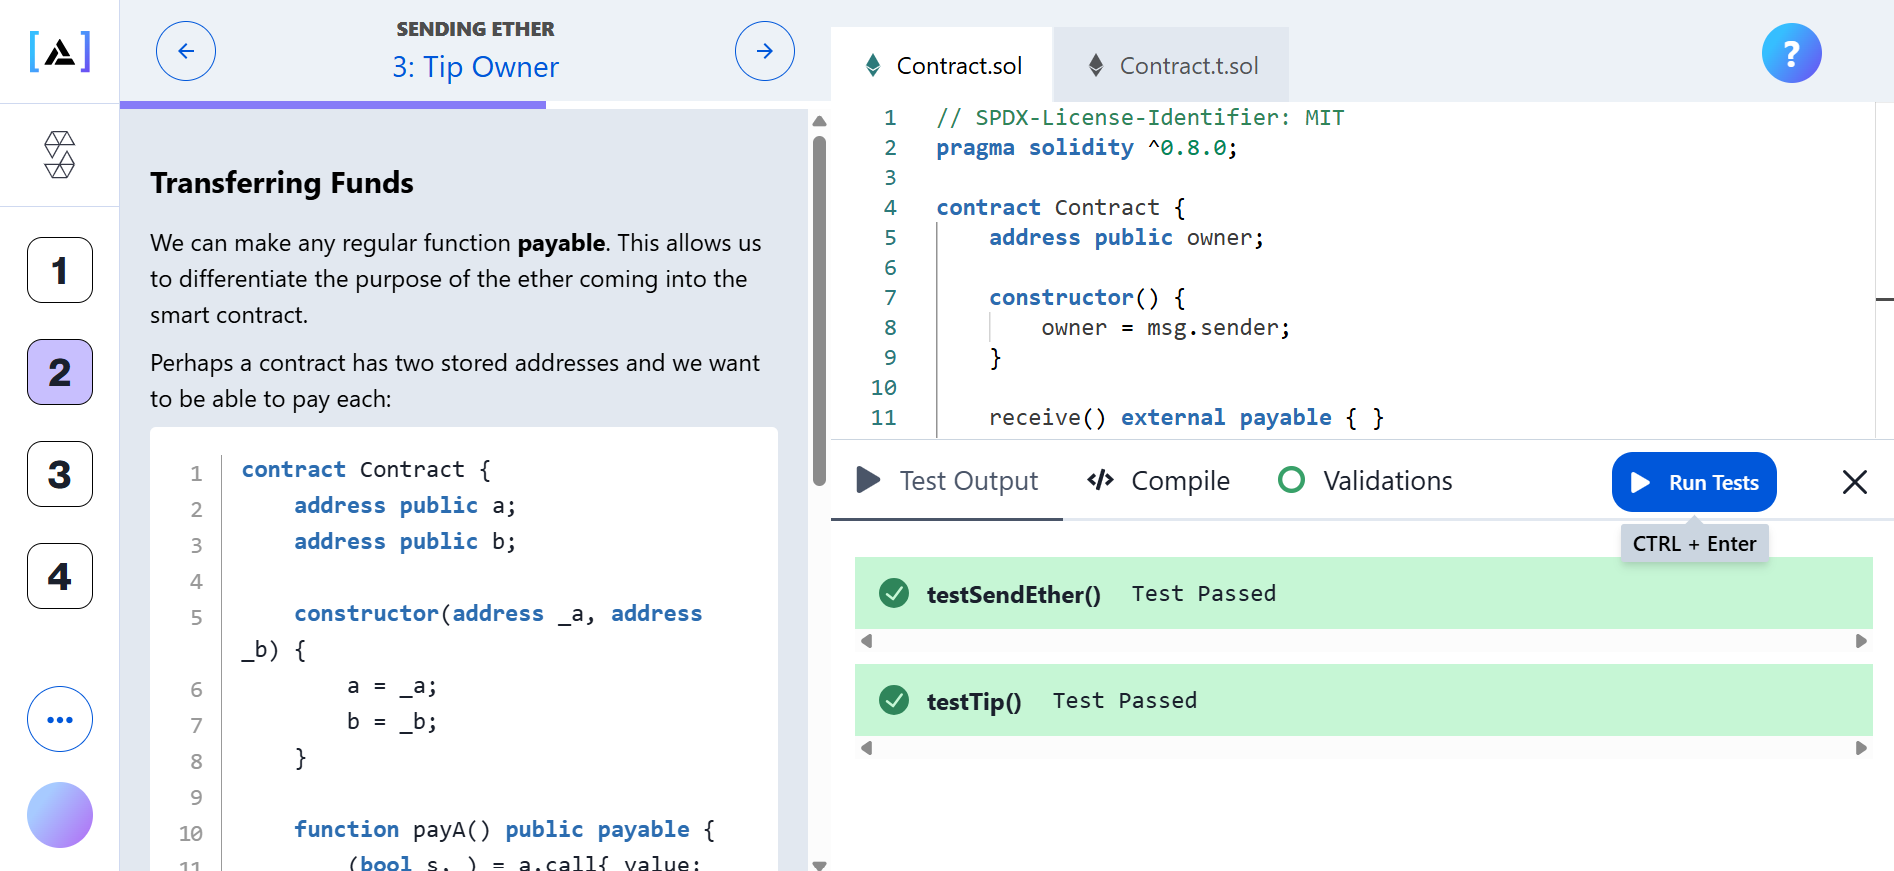 SENDING ETHER
3: Tip Owner
1
2
3
4
Transferring Funds
We can make any regular function payable. This allows us
to differentiate the purpose of the ether coming into the
smart contract.
Perhaps a contract has two stored addresses and we want
to be able to pay each:
1 contract Contract {
2 address public a;
3 address public b;
4
5 constructor(address _a, address
_b) {
6 a = _a;
7 b = _b;
8 }
9
10 function payA() public payable {
11 (bool s, ) = a.call{ value:
Contract.sol
Contract.t.sol
?
1 // SPDX-License-Identifier: MIT
2 pragma solidity ^0.8.0;
3
4 contract Contract {
5 address public owner;
6
7 constructor() {
8 owner = msg.sender;
9 }
10
11 receive() external payable { }
Test Output
</> Compile
Validations
Run Tests
CTRL + Enter
testSendEther() Test Passed
testTip() Test Passed